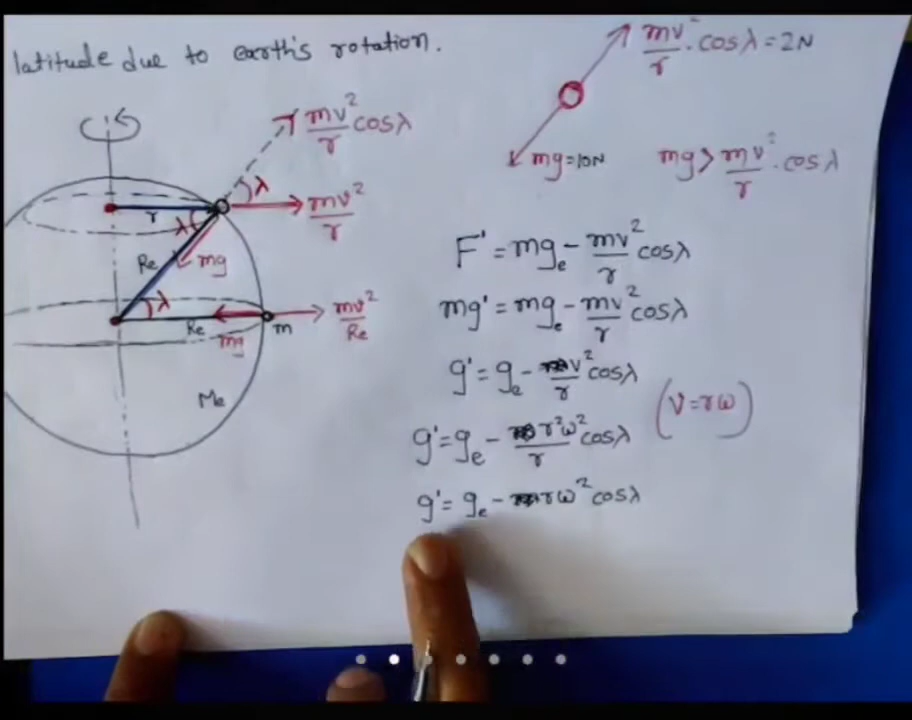 latitude due to earth's rotation.
mv²/r · cosλ = 2N
mg = 10N
mg > mv²/r · cosλ
mv²/r cosλ
λ
mv²/r
r
λ
mg
Re
λ
Re
mg
m
mv²/Re
Me
F' = mgₑ - mv²/r cosλ
mg' = mgₑ - mv²/r cosλ
g' = gₑ - v²/r cosλ
(V = rω)
g' = gₑ - r²ω²/r cosλ
g' = gₑ - rω² cosλ